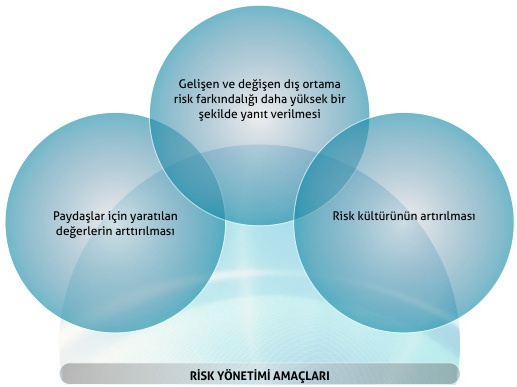 Gelişen ve değişen dış ortama
risk farkındalığı daha yüksek bir
şekilde yanıt verilmesi
Paydaşlar için yaratılan
değerlerin arttırılması
Risk kültürünün artırılması
RİSK YÖNETİMİ AMAÇLARI